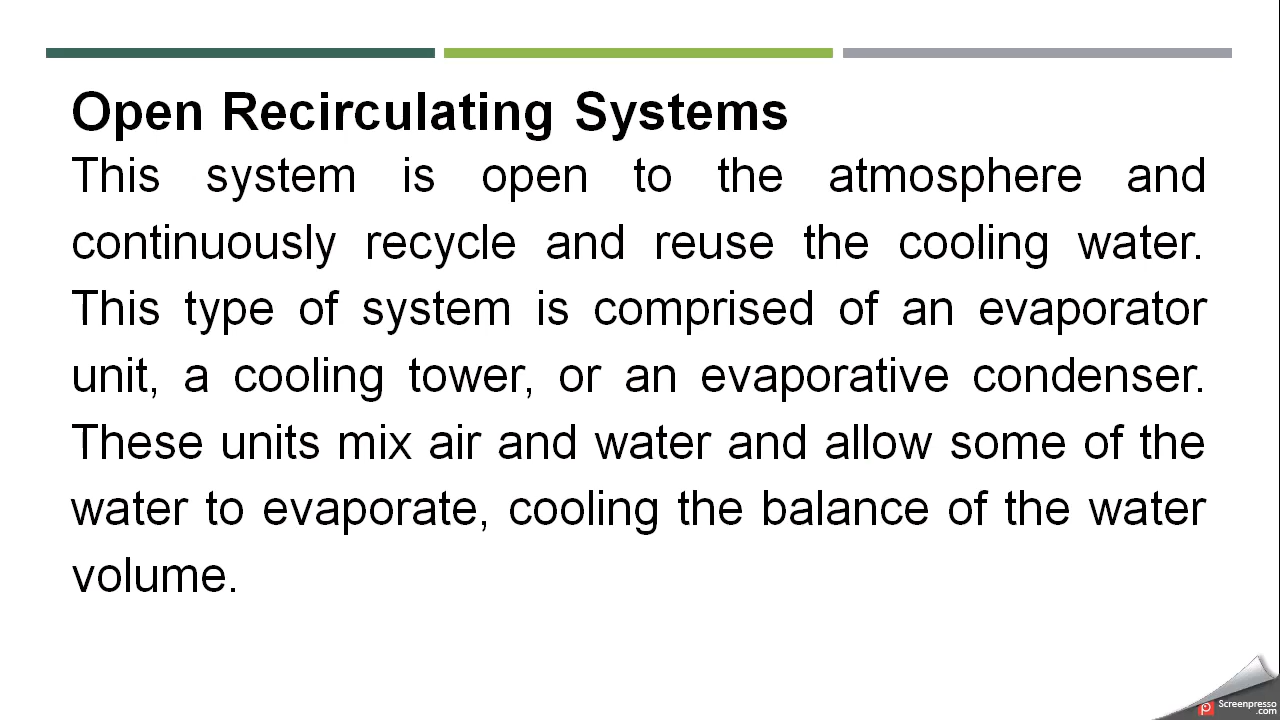 Open Recirculating Systems
This system is open to the atmosphere and
continuously recycle and reuse the cooling water.
This type of system is comprised of an evaporator
unit, a cooling tower, or an evaporative condenser.
These units mix air and water and allow some of the
water to evaporate, cooling the balance of the water
volume.
Screenpresso
.com